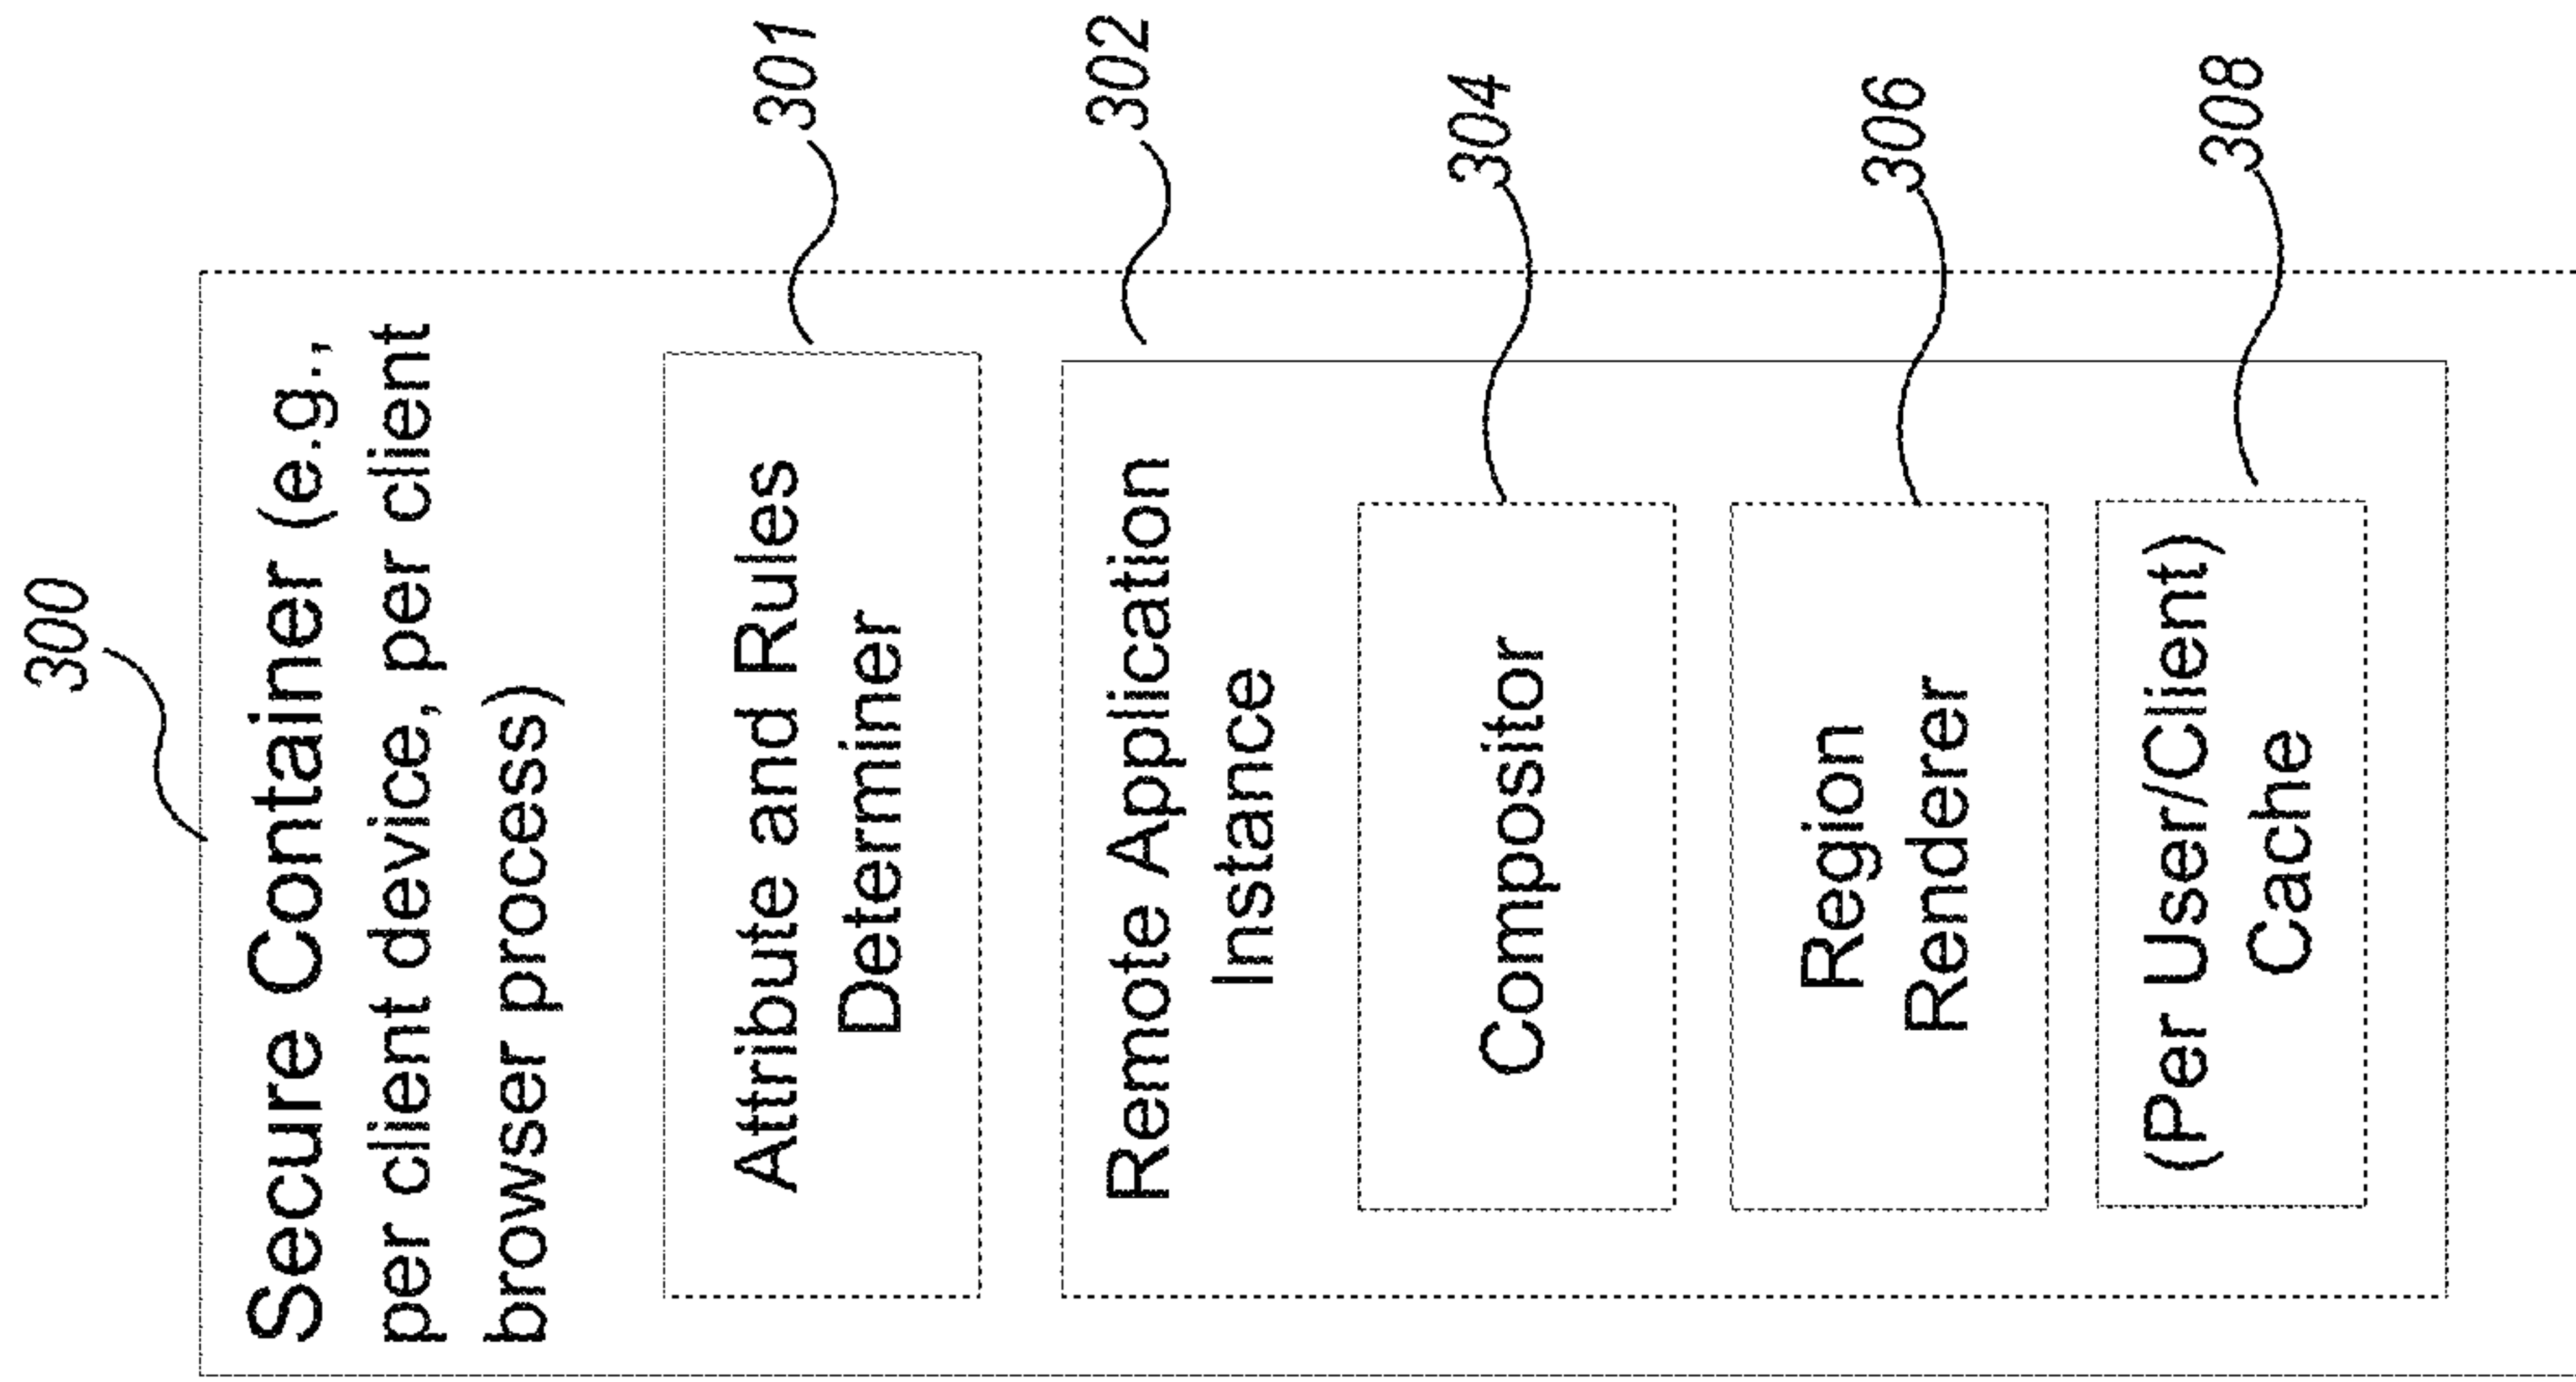 300
Secure Container (e.g.,
per client device, per client
browser process)
301
Attribute and Rules
Determiner
302
Remote Application
Instance
304
Compositor
306
Region
Renderer
308
(Per User/Client)
Cache